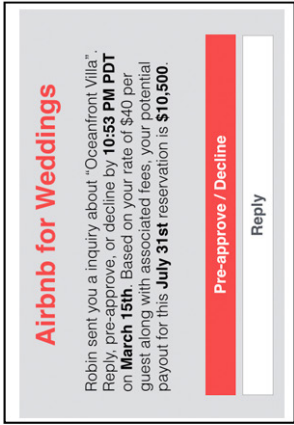 Airbnb for Weddings
Robin sent you a inquiry about “Oceanfront Villa”.
Reply, pre-approve, or decline by 10:53 PM PDT
on March 15th. Based on your rate of $40 per
guest along with associated fees, your potential
payout for this July 31st reservation is $10,500.
Pre-approve / Decline
Reply